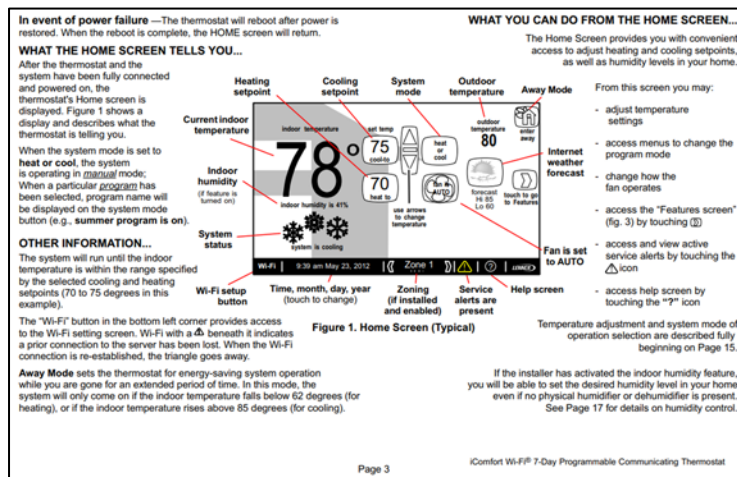 In event of power failure —The thermostat will reboot after power is
restored. When the reboot is complete, the HOME screen will return.
WHAT THE HOME SCREEN TELLS YOU...
After the thermostat and the
system have been fully connected
and powered on, the
thermostat's Home screen is
displayed. Figure 1 shows a
display and describes what the
thermostat is telling you.
When the system mode is set to
heat or cool, the system
is operating in manual mode;
When a particular program has
been selected, program name will
be displayed on the system mode
button (e.g., summer program is on).
OTHER INFORMATION...
The system will run until the indoor
temperature is within the range specified
by the selected cooling and heating
setpoints (70 to 75 degrees in this
example).
The "Wi-Fi" button in the bottom left corner provides access
to the Wi-Fi setting screen. Wi-Fi with a ⚠ beneath it indicates
a prior connection to the server has been lost. When the Wi-Fi
connection is re-established, the triangle goes away.
Away Mode sets the thermostat for energy-saving system operation
while you are gone for an extended period of time. In this mode, the
system will only come on if the indoor temperature falls below 62 degrees (for
heating), or if the indoor temperature rises above 85 degrees (for cooling).
Heating
setpoint
Cooling
setpoint
System
mode
Outdoor
temperature
Away Mode
Current indoor
temperature
Indoor
humidity
(if feature is
turned on)
System
status
Wi-Fi setup
button
Time, month, day, year
(touch to change)
Zoning
(if installed
and enabled)
Service
alerts are
present
Help screen
Fan is set
to AUTO
Internet
weather
forecast
indoor temperature
78°
indoor humidity is 41%
system is cooling
set temp
75
cool-to
70
heat to
use arrows
to change
temperature
heat
or
cool
fan is
AUTO
outdoor
temperature
80
enter
away
forecast
Hi 85
Lo 60
touch to go
to Features
Wi-Fi
9:39 am May 23, 2012
Zone 1
?
LENNOX
Figure 1. Home Screen (Typical)
WHAT YOU CAN DO FROM THE HOME SCREEN...
The Home Screen provides you with convenient
access to adjust heating and cooling setpoints,
as well as humidity levels in your home.
From this screen you may:
- adjust temperature
settings
- access menus to change the
program mode
- change how the
fan operates
- access the "Features screen"
(fig. 3) by touching
- access and view active
service alerts by touching the
⚠ icon
- access help screen by
touching the "?" icon
Temperature adjustment and system mode of
operation selection are described fully
beginning on Page 15.
If the installer has activated the indoor humidity feature,
you will be able to set the desired humidity level in your home
even if no physical humidifier or dehumidifier is present.
See Page 17 for details on humidity control.
Page 3
iComfort Wi-Fi® 7-Day Programmable Communicating Thermostat